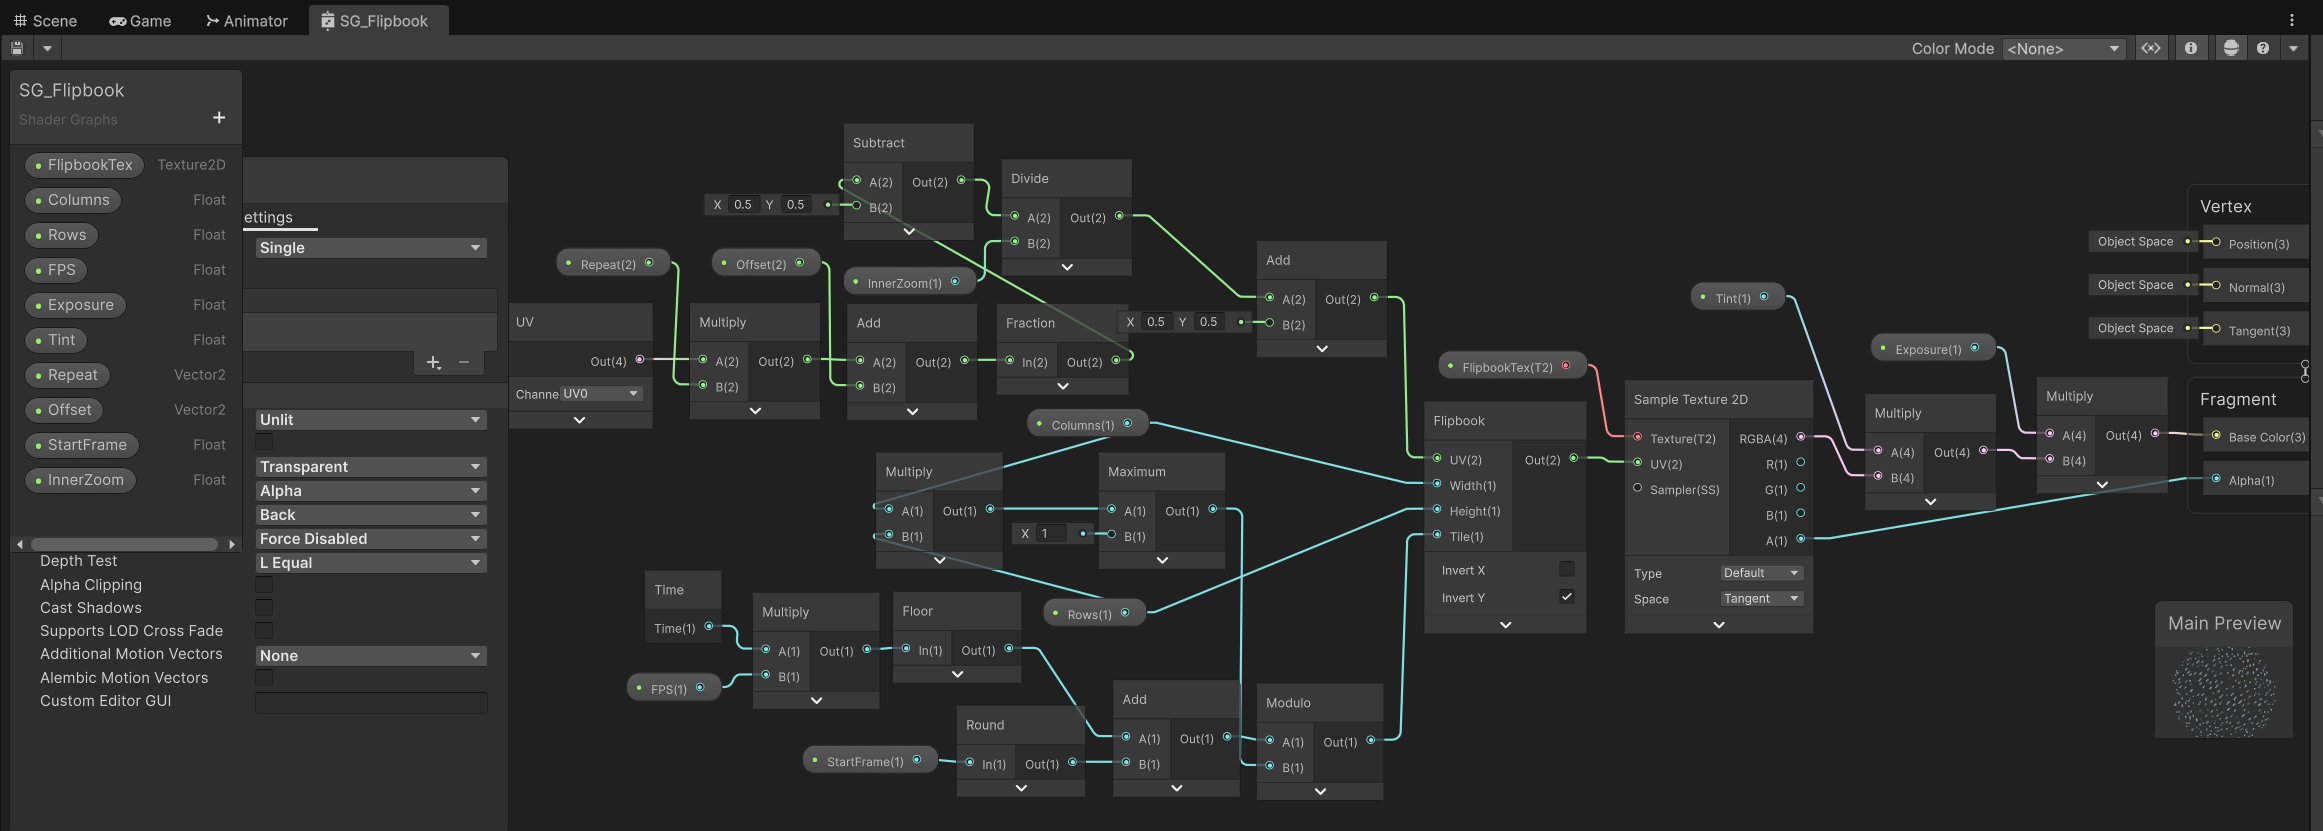 Scene Game Animator SG_Flipbook
Color Mode <None>
SG_Flipbook
Shader Graphs
FlipbookTex Texture2D
Columns Float
Rows Float
FPS Float
Exposure Float
Tint Float
Repeat Vector2
Offset Vector2
StartFrame Float
InnerZoom Float
ettings
Single
Unlit
Transparent
Alpha
Back
Force Disabled
Depth Test L Equal
Alpha Clipping
Cast Shadows
Supports LOD Cross Fade
Additional Motion Vectors None
Alembic Motion Vectors
Custom Editor GUI
UV
Out(4)
Channe UV0
Repeat(2)
Multiply
A(2) Out(2)
B(2)
Offset(2)
Add
A(2) Out(2)
B(2)
Fraction
In(2) Out(2)
X 0.5 Y 0.5
Subtract
A(2) Out(2)
B(2)
InnerZoom(1)
Divide
A(2) Out(2)
B(2)
X 0.5 Y 0.5
Add
A(2) Out(2)
B(2)
Columns(1)
Multiply
A(1) Out(1)
B(1)
X 1
Maximum
A(1) Out(1)
B(1)
Rows(1)
Time
Time(1)
FPS(1)
Multiply
A(1) Out(1)
B(1)
Floor
In(1) Out(1)
StartFrame(1)
Round
In(1) Out(1)
Add
A(1) Out(1)
B(1)
Modulo
A(1) Out(1)
B(1)
Flipbook
UV(2) Out(2)
Width(1)
Height(1)
Tile(1)
Invert X
Invert Y
FlipbookTex(T2)
Sample Texture 2D
Texture(T2) RGBA(4)
UV(2) R(1)
Sampler(SS) G(1)
B(1)
A(1)
Type Default
Space Tangent
Tint(1)
Multiply
A(4) Out(4)
B(4)
Exposure(1)
Multiply
A(4) Out(4)
B(4)
Vertex
Object Space Position(3)
Object Space Normal(3)
Object Space Tangent(3)
Fragment
Base Color(3)
Alpha(1)
Main Preview